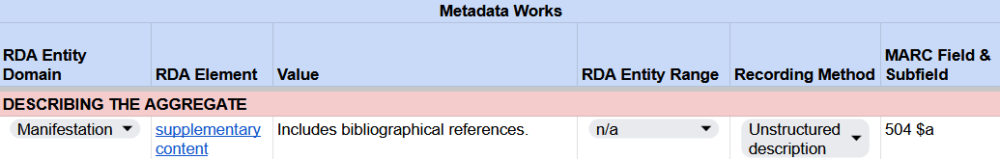 Metadata Works
RDA Entity Domain RDA Element Value RDA Entity Range Recording Method MARC Field & Subfield
DESCRIBING THE AGGREGATE
Manifestation supplementary content Includes bibliographical references. n/a Unstructured description 504 $a